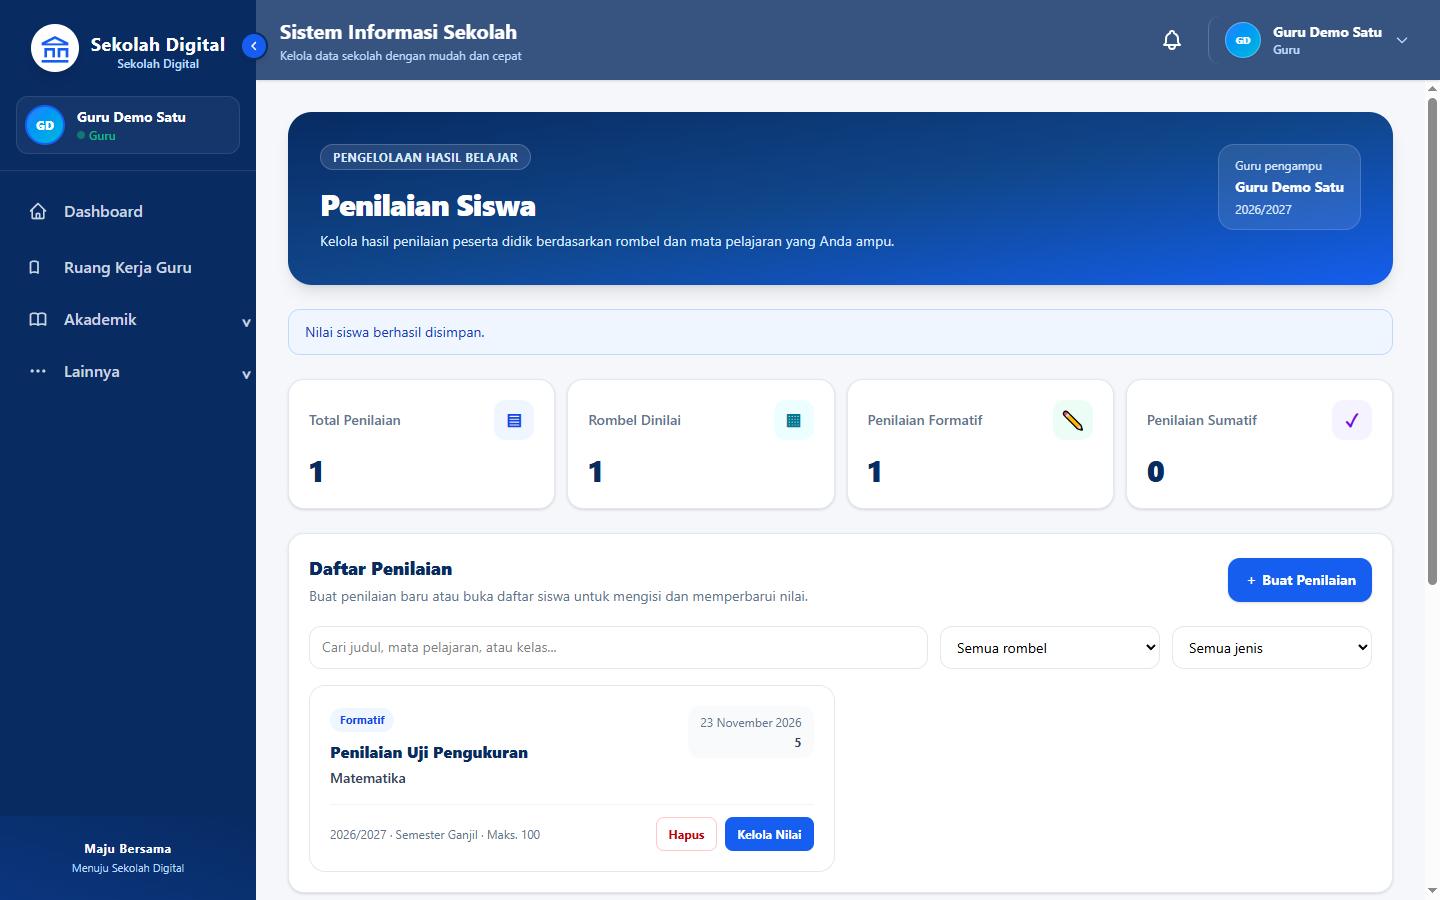 Sekolah Digital
Sekolah Digital
GD
Guru Demo Satu
Guru
Dashboard
Ruang Kerja Guru
Akademik
Lainnya
Maju Bersama
Menuju Sekolah Digital
Sistem Informasi Sekolah
Kelola data sekolah dengan mudah dan cepat
GD
Guru Demo Satu
Guru
PENGELOLAAN HASIL BELAJAR
Penilaian Siswa
Kelola hasil penilaian peserta didik berdasarkan rombel dan mata pelajaran yang Anda ampu.
Guru pengampu
Guru Demo Satu
2026/2027
Nilai siswa berhasil disimpan.
Total Penilaian
1
Rombel Dinilai
1
Penilaian Formatif
1
Penilaian Sumatif
0
Daftar Penilaian
Buat penilaian baru atau buka daftar siswa untuk mengisi dan memperbarui nilai.
+ Buat Penilaian
Cari judul, mata pelajaran, atau kelas...
Semua rombel
Semua jenis
Formatif
Penilaian Uji Pengukuran
Matematika
23 November 2026
5
2026/2027 · Semester Ganjil · Maks. 100
Hapus
Kelola Nilai